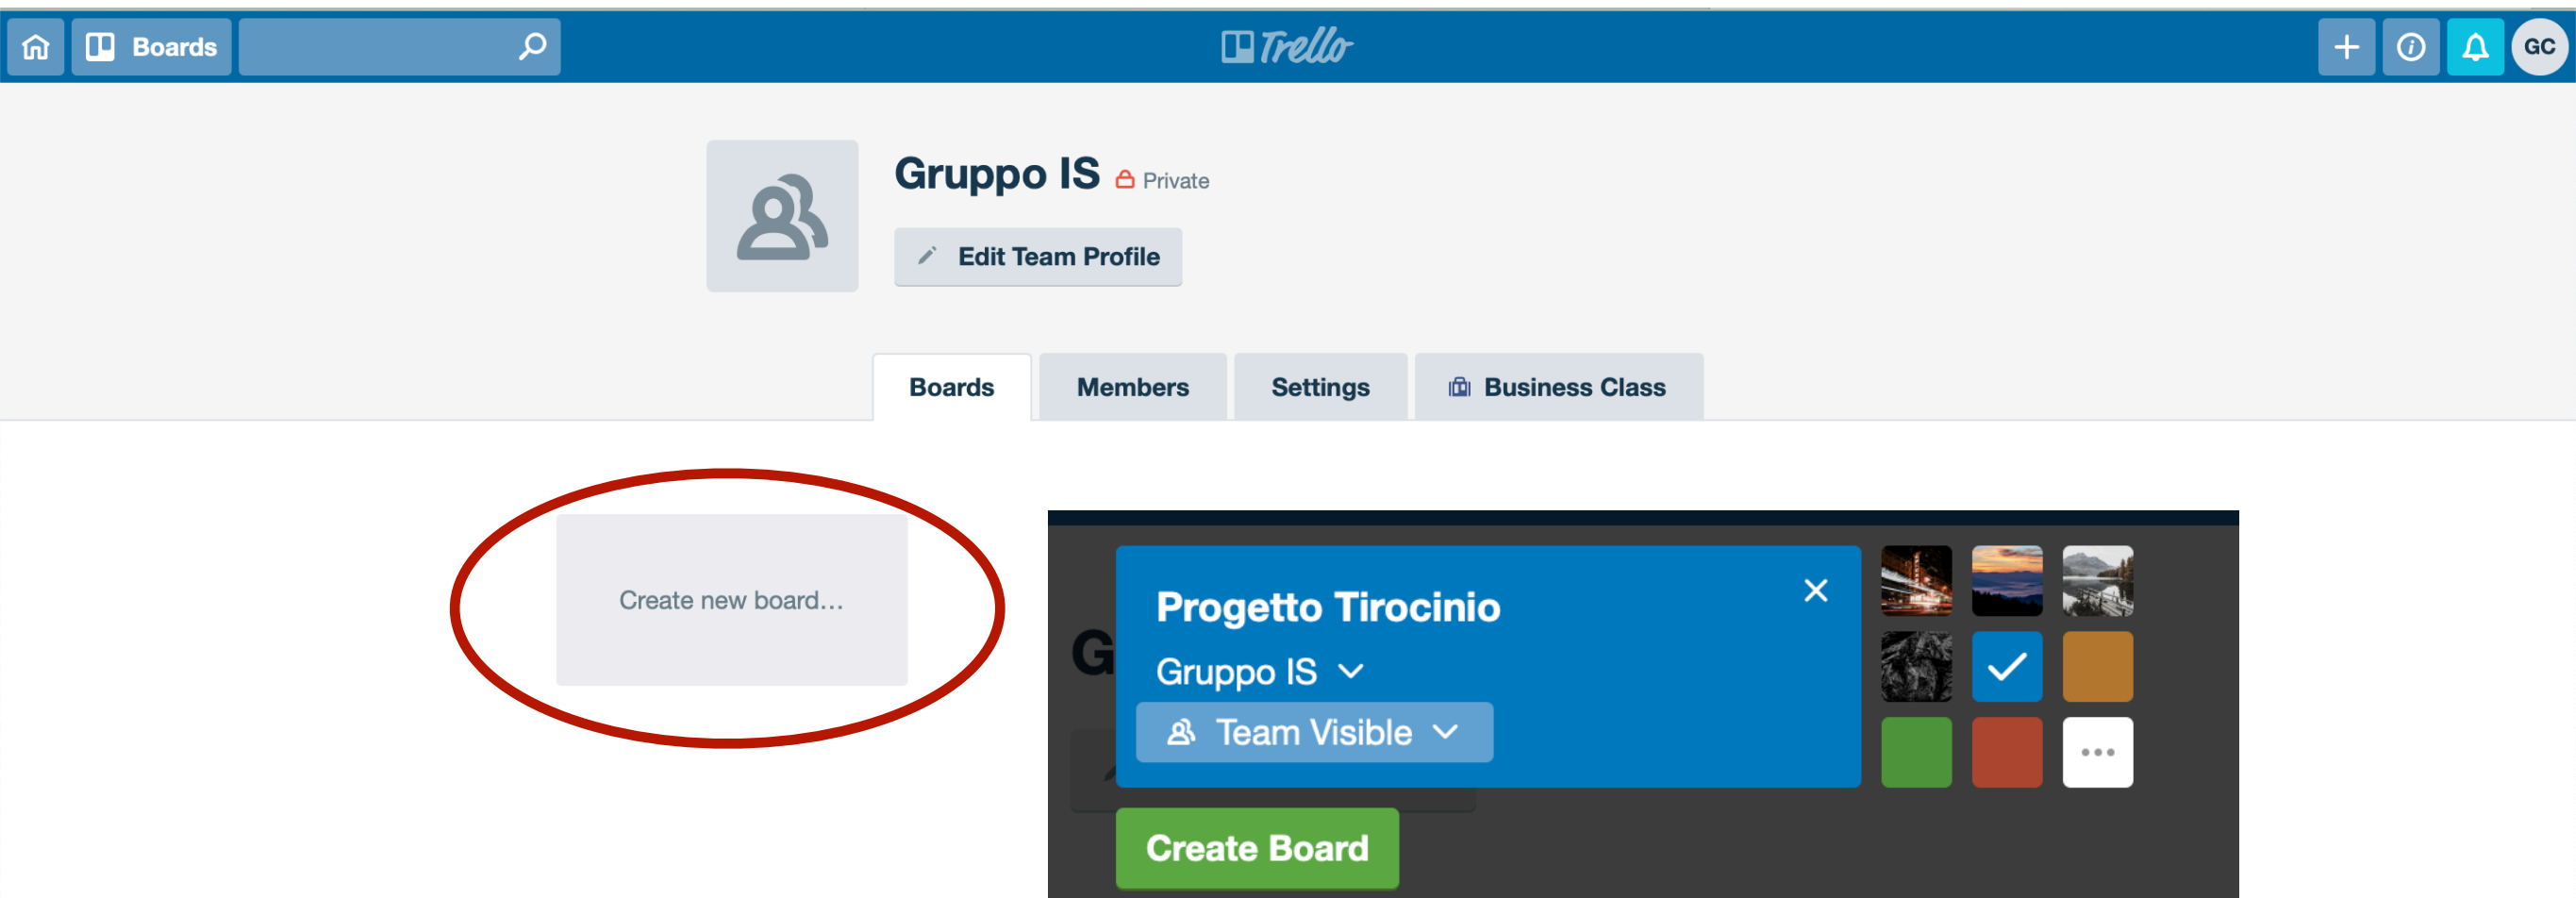 Boards
Trello
GC
Gruppo IS Private
Edit Team Profile
Boards Members Settings Business Class
Create new board...
Progetto Tirocinio
G
Gruppo IS
Team Visible
Create Board